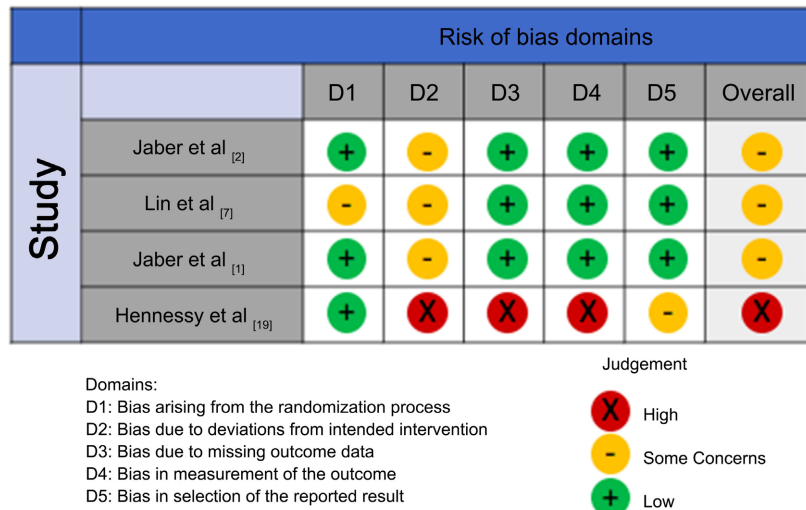 Risk of bias domains
D1 D2 D3 D4 D5 Overall
Study
Jaber et al [2] + - + + + -
Lin et al [7] - - + + + -
Jaber et al [1] + - + + + -
Hennessy et al [19] + X X X - X
Judgement
Domains:
D1: Bias arising from the randomization process
D2: Bias due to deviations from intended intervention
D3: Bias due to missing outcome data
D4: Bias in measurement of the outcome
D5: Bias in selection of the reported result
X High
- Some Concerns
+ Low